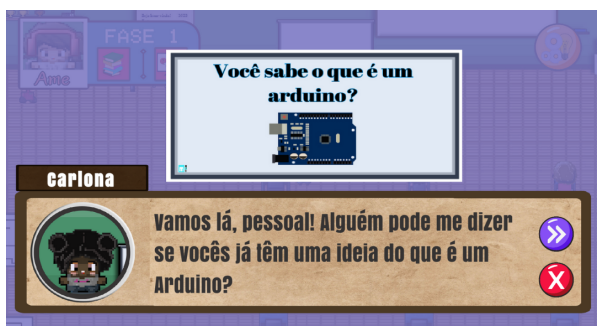 FASE 1
Você sabe o que é um
arduino?
carlona
Vamos lá, pessoal! Alguém pode me dizer
se vocês já têm uma ideia do que é um
Arduino?
X